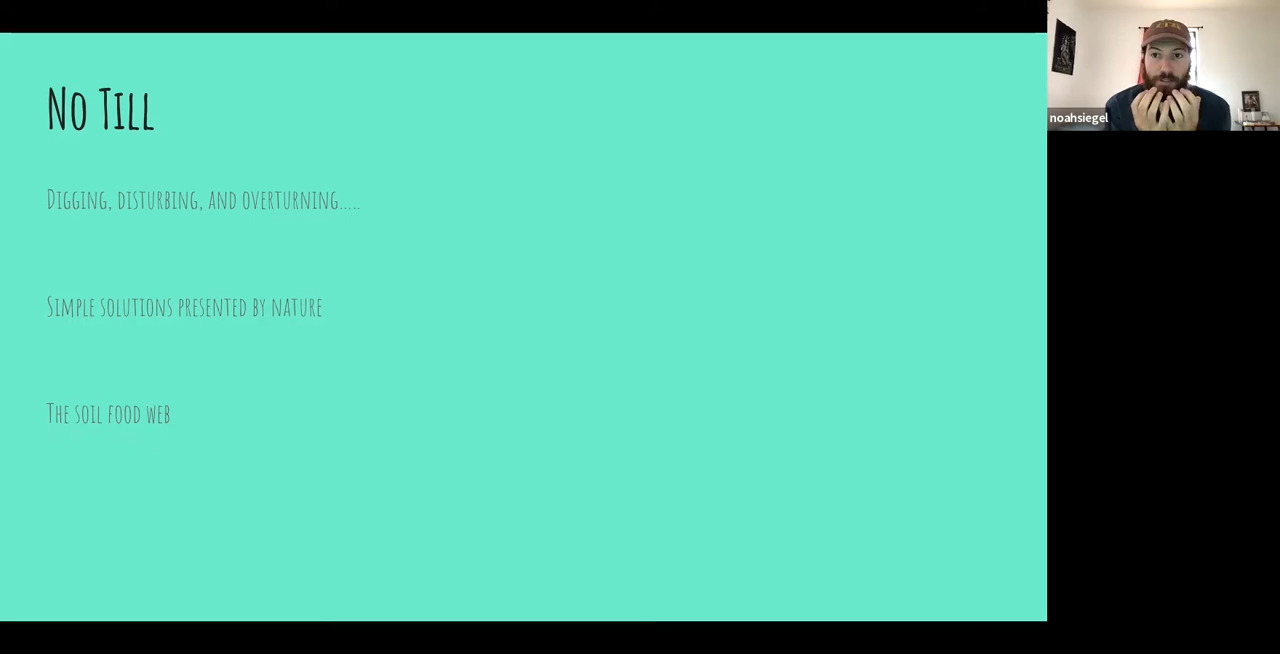 No Till
Digging, disturbing, and overturning.....
Simple solutions presented by nature
The soil food web
noahsiegel